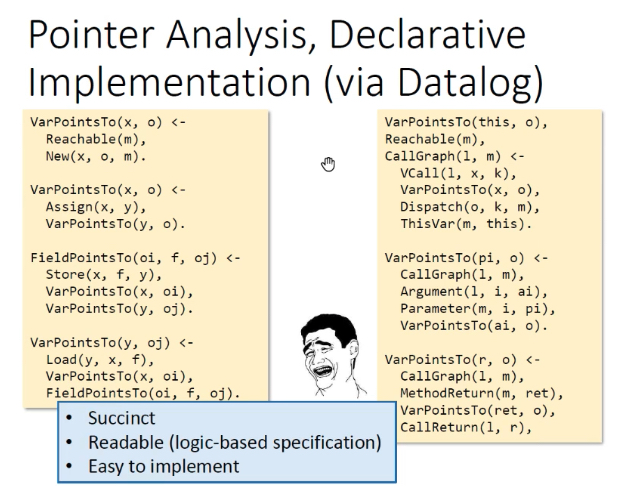 Pointer Analysis, Declarative
Implementation (via Datalog)
VarPointsTo(x, o) <-
Reachable(m),
New(x, o, m).
VarPointsTo(x, o) <-
Assign(x, y),
VarPointsTo(y, o).
FieldPointsTo(oi, f, oj) <-
Store(x, f, y),
VarPointsTo(x, oi),
VarPointsTo(y, oj).
VarPointsTo(y, oj) <-
Load(y, x, f),
VarPointsTo(x, oi),
FieldPointsTo(oi, f, oj).
VarPointsTo(this, o),
Reachable(m),
CallGraph(l, m) <-
VCall(l, x, k),
VarPointsTo(x, o),
Dispatch(o, k, m),
ThisVar(m, this).
VarPointsTo(pi, o) <-
CallGraph(l, m),
Argument(l, i, ai),
Parameter(m, i, pi),
VarPointsTo(ai, o).
VarPointsTo(r, o) <-
CallGraph(l, m),
MethodReturn(m, ret),
VarPointsTo(ret, o),
CallReturn(l, r),
• Succinct
• Readable (logic-based specification)
• Easy to implement